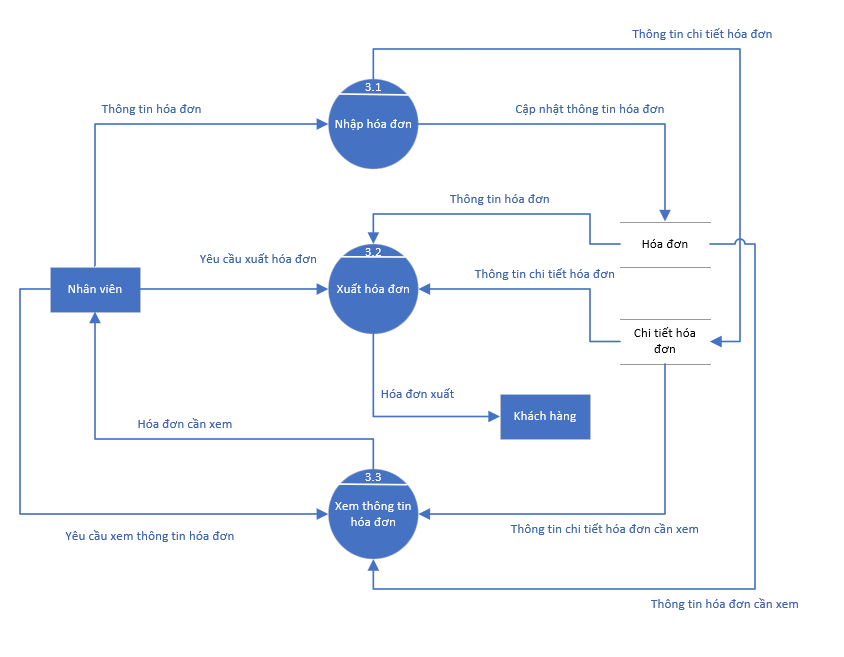 Thông tin chi tiết hóa đơn
3.1
Thông tin hóa đơn
Nhập hóa đơn
Cập nhật thông tin hóa đơn
Thông tin hóa đơn
3.2
Hóa đơn
Yêu cầu xuất hóa đơn
Thông tin chi tiết hóa đơn
Nhân viên
Xuất hóa đơn
Chi tiết hóa
đơn
Hóa đơn xuất
Khách hàng
Hóa đơn cần xem
3.3
Xem thông tin
hóa đơn
Yêu cầu xem thông tin hóa đơn
Thông tin chi tiết hóa đơn cần xem
Thông tin hóa đơn cần xem